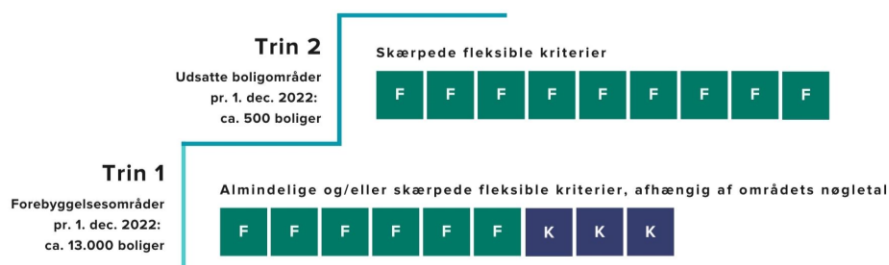 Trin 2
Udsatte boligområder
pr. 1. dec. 2022:
ca. 500 boliger
Skærpede fleksible kriterier
F F F F F F F F F
Trin 1
Forebyggelsesområder
pr. 1. dec. 2022:
ca. 13.000 boliger
Almindelige og/eller skærpede fleksible kriterier, afhængig af områdets nøgletal
F F F F F F K K K